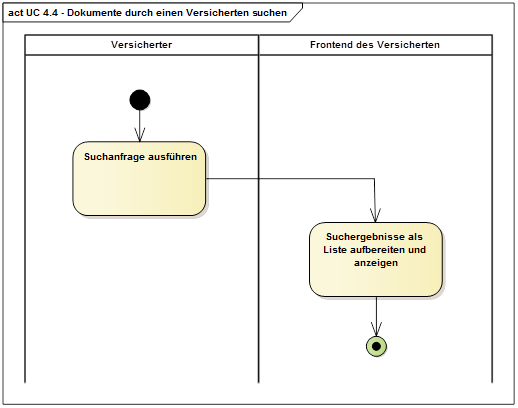 act UC 4.4 - Dokumente durch einen Versicherten suchen
Versicherter
Frontend des Versicherten
Suchanfrage ausführen
Suchergebnisse als
Liste aufbereiten und
anzeigen